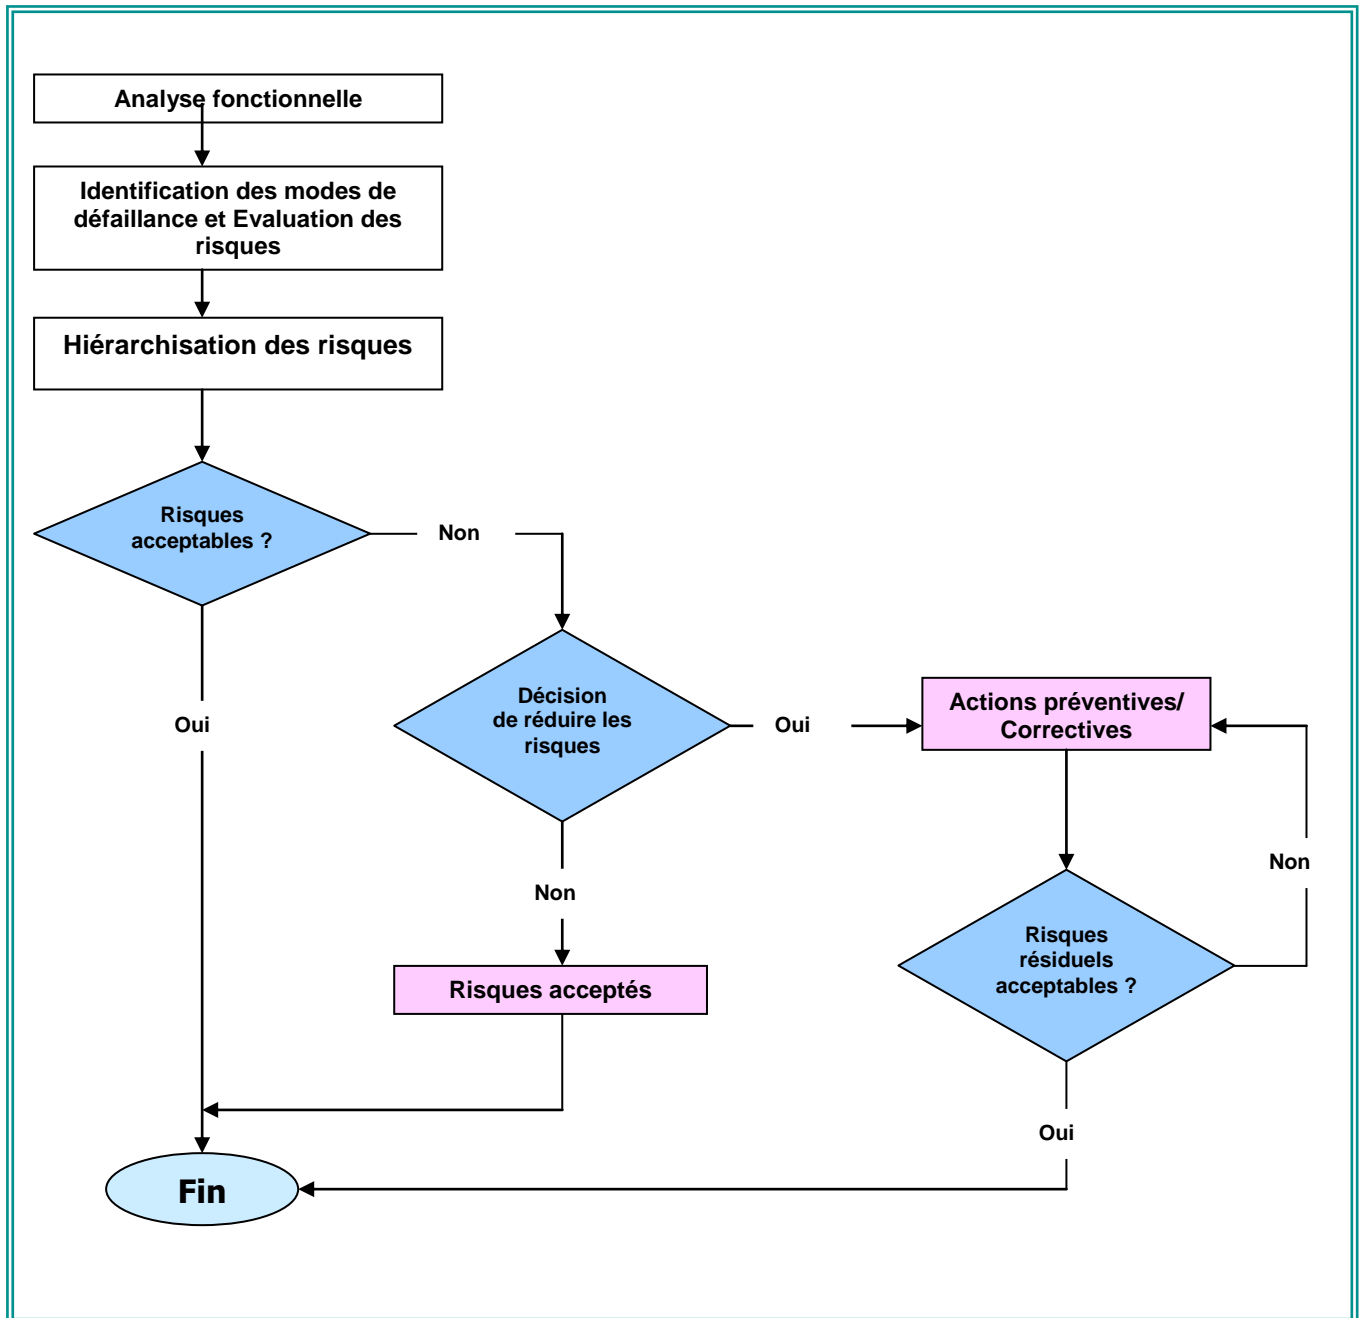 Analyse fonctionnelle
Identification des modes de
défaillance et Evaluation des
risques
Hiérarchisation des risques
Risques
acceptables ?
Non
Oui
Décision
de réduire les
risques
Oui
Actions préventives/
Correctives
Non
Non
Risques
résiduels
acceptables ?
Risques acceptés
Oui
Fin